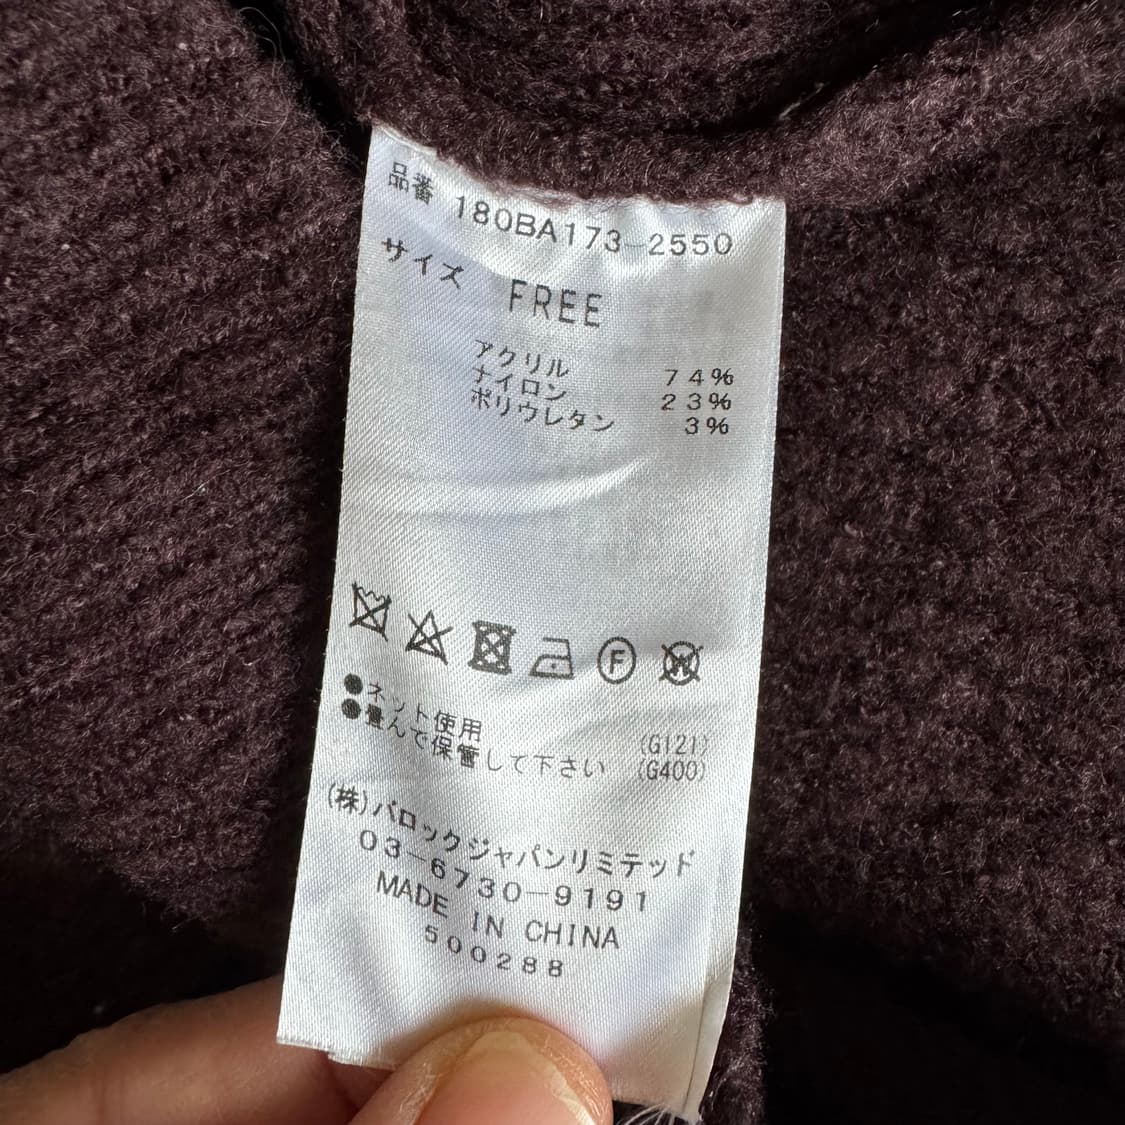 品番 180BA173-2550
サイズ FREE
アクリル 74%
ナイロン 23%
ポリウレタン 3%
F
W
●ネット使用 (G121)
●畳んで保管して下さい (G400)
(株)バロックジャパンリミテッド
03-6730-9191
MADE IN CHINA
500288